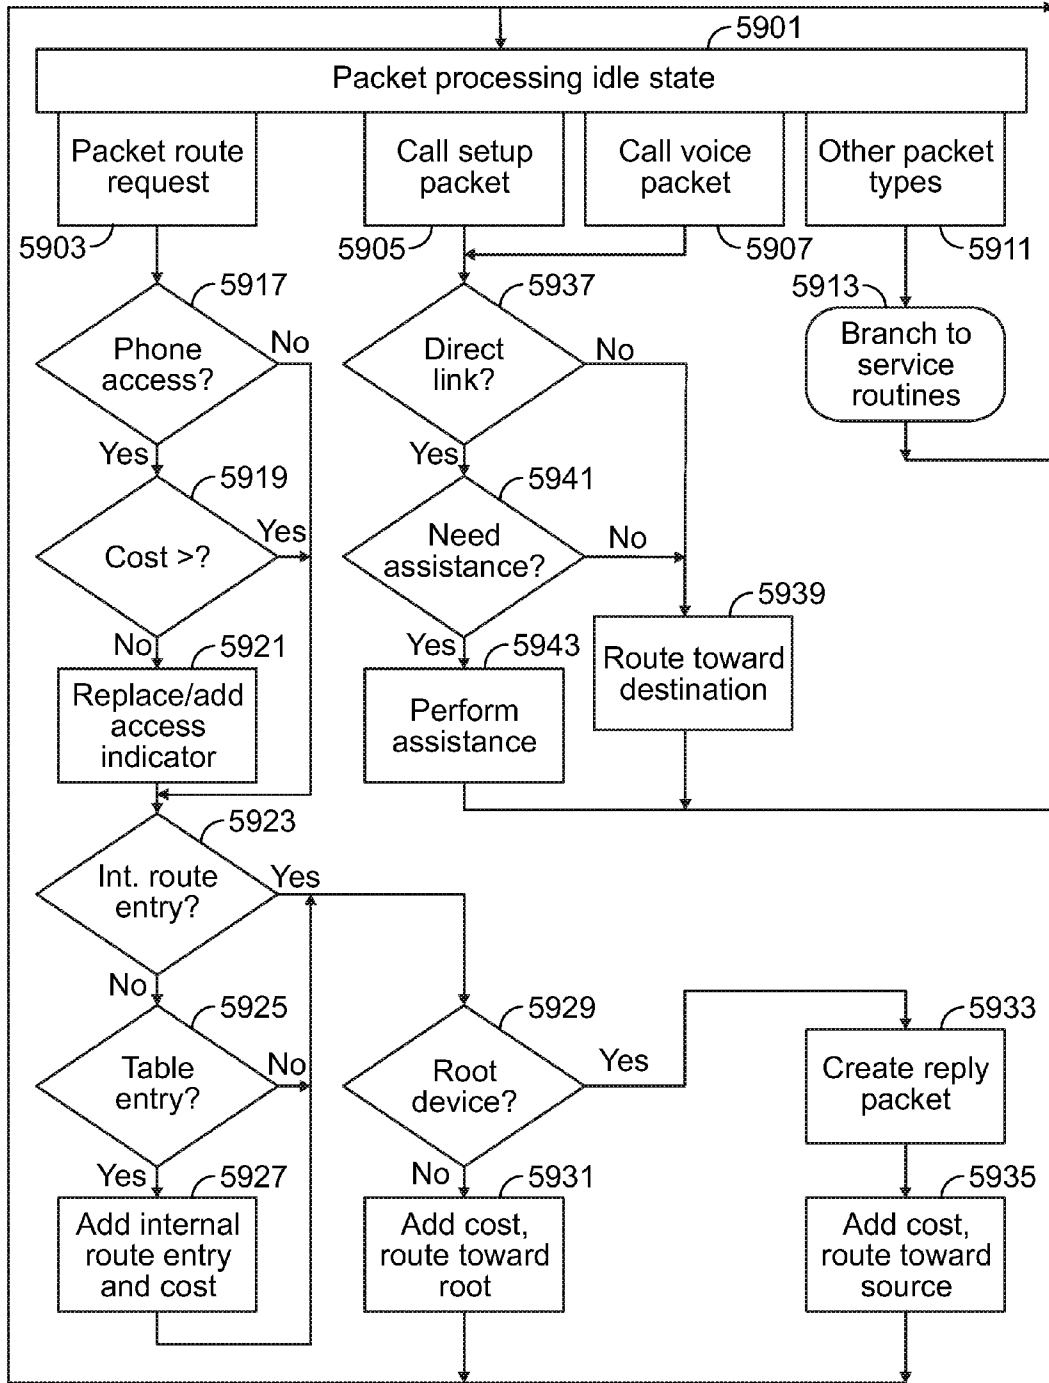 5901
Packet processing idle state
Packet route
request
Call setup
packet
Call voice
packet
Other packet
types
5903
5905
5907
5911
5917
Phone
access?
No
Yes
5937
Direct
link?
No
Yes
5913
Branch to
service
routines
5919
Cost >?
Yes
No
5941
Need
assistance?
No
Yes
5939
Route toward
destination
5921
Replace/add
access
indicator
5943
Perform
assistance
5923
Int. route
entry?
Yes
No
5925
Table
entry?
No
Yes
5929
Root
device?
Yes
No
5933
Create reply
packet
5927
Add internal
route entry
and cost
5931
Add cost,
route toward
root
5935
Add cost,
route toward
source